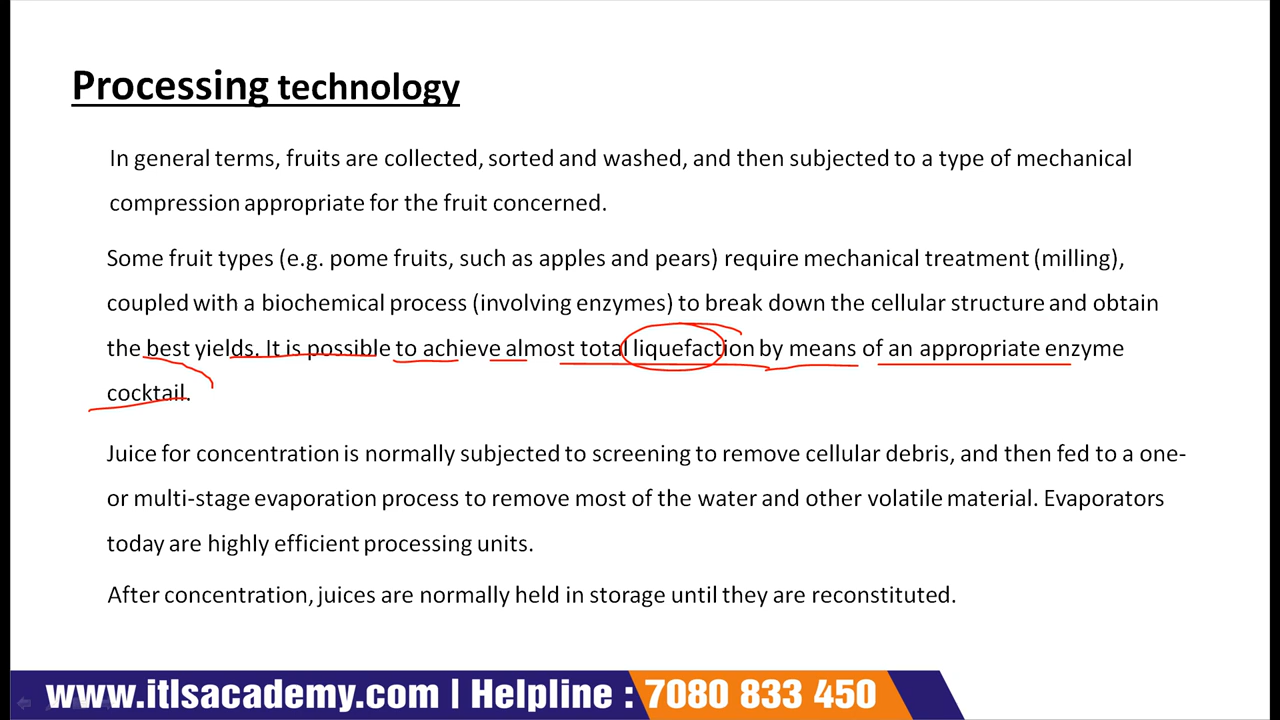 Processing technology
In general terms, fruits are collected, sorted and washed, and then subjected to a type of mechanical
compression appropriate for the fruit concerned.
Some fruit types (e.g. pome fruits, such as apples and pears) require mechanical treatment (milling),
coupled with a biochemical process (involving enzymes) to break down the cellular structure and obtain
the best yields. It is possible to achieve almost total liquefaction by means of an appropriate enzyme
cocktail.
Juice for concentration is normally subjected to screening to remove cellular debris, and then fed to a one-
or multi-stage evaporation process to remove most of the water and other volatile material. Evaporators
today are highly efficient processing units.
After concentration, juices are normally held in storage until they are reconstituted.
www.itlsacademy.com | Helpline : 7080 833 450